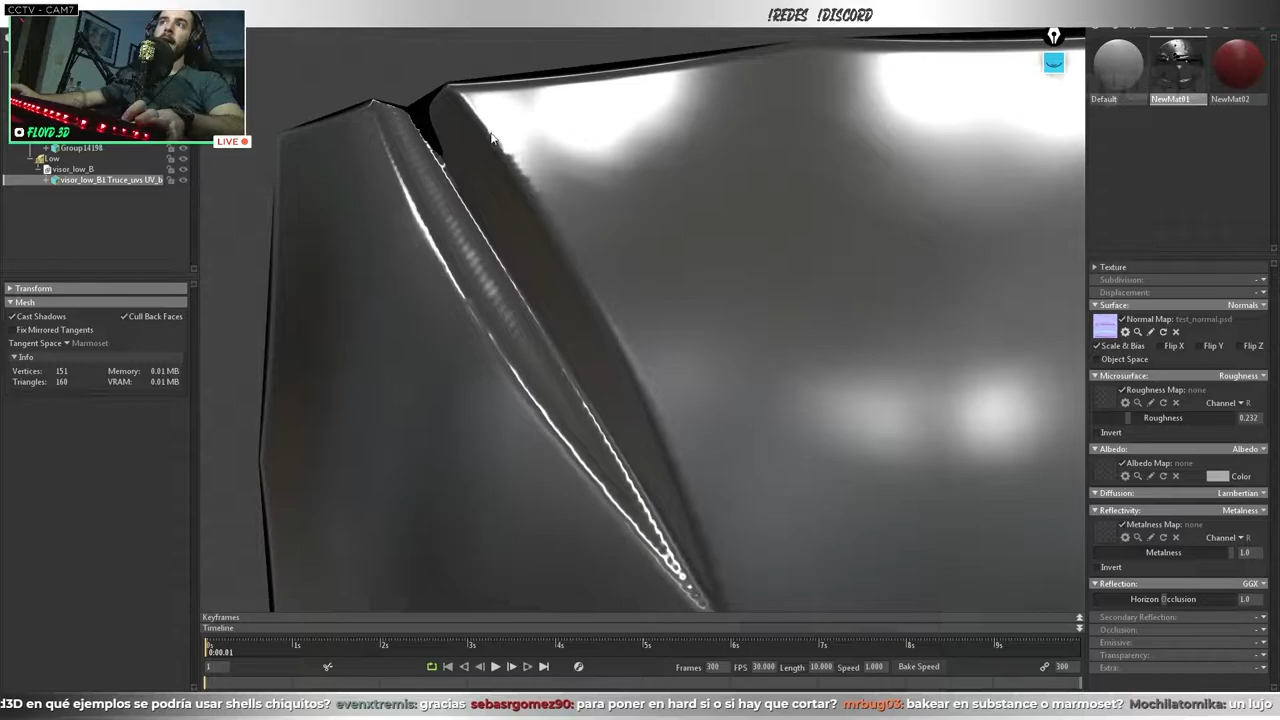 CCTV - CAM7
!REDES !DISCORD
FLOYD.3D
LIVE
Default
NewMat01
NewMat02
Group14198
Low
visor_low_B
visor_low_B1 Truce_uvs UV_b
Transform
Mesh
Cast Shadows
Cull Back Faces
Fix Mirrored Tangents
Tangent Space
Marmoset
Info
Vertices: 151
Memory: 0.01 MB
Triangles: 160
VRAM: 0.01 MB
Texture
Subdivision:
Displacement:
Surface: Normals
Normal Map: test_normal.psd
Scale & Bias Flip X Flip Y Flip Z
Object Space
Microsurface: Roughness
Roughness Map: none
Channel R
Roughness 0.232
Invert
Albedo: Albedo
Albedo Map: none
Color
Diffusion: Lambertian
Reflectivity: Metalness
Metalness Map: none
Channel R
Metalness 1.0
Invert
Reflection: GGX
Horizon Occlusion 1.0
Secondary Reflection:
Occlusion:
Emissive:
Transparency:
Extra:
Keyframes
Timeline
0s 1s 2s 3s 4s 5s 6s 7s 8s 9s
0:00.01
1
Frames 300 FPS 30.000 Length 10.000 Speed 1.000 Bake Speed 300
d3D en qué ejemplos se podría usar shells chiquitos? evenxtremis: gracias sebasrgomez90: para poner en hard si o si hay que cortar? mrbug03: bakear en substance o marmoset? Mochilatomika: un lujo